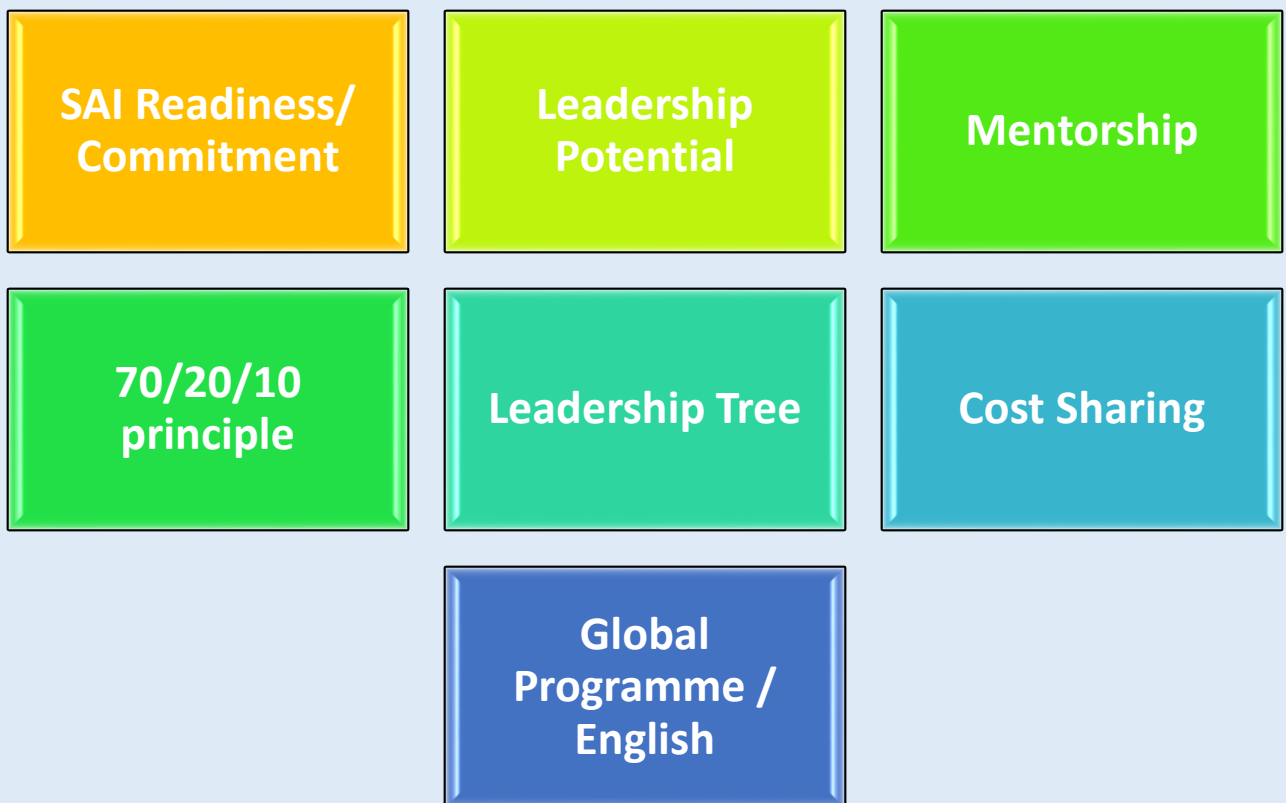 SAI Readiness/
Commitment
Leadership
Potential
Mentorship
70/20/10
principle
Leadership Tree
Cost Sharing
Global
Programme /
English